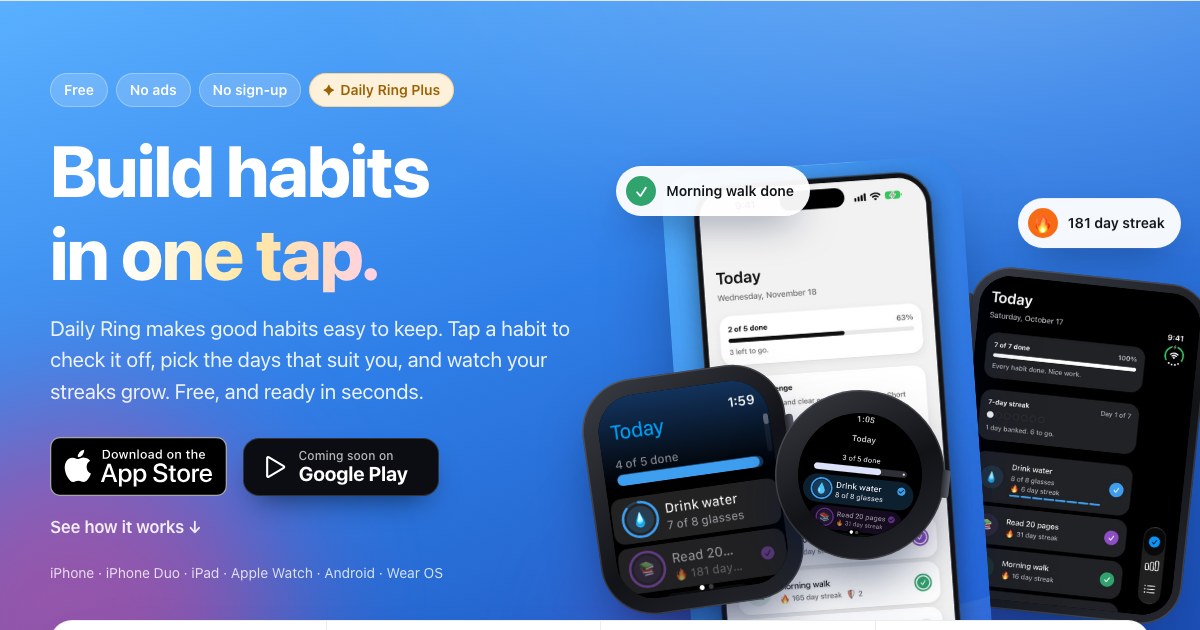 Free
No ads
No sign-up
Daily Ring Plus
Build habits
in one tap.
Daily Ring makes good habits easy to keep. Tap a habit to
check it off, pick the days that suit you, and watch your
streaks grow. Free, and ready in seconds.
Download on the
App Store
Coming soon on
Google Play
See how it works ↓
iPhone · iPhone Duo · iPad · Apple Watch · Android · Wear OS
Morning walk done
181 day streak
Today
Wednesday, November 18
2 of 5 done
63%
3 left to go.
and clear
Short
Morning walk
165 day streak
2
1:59
Today
4 of 5 done
Drink water
7 of 8 glasses
Read 20...
181 day...
1:05
Today
3 of 5 done
Drink water
8 of 8 glasses
Read 20 pages
31 day streak
Today
Saturday, October 17
9:41
7 of 7 done
100%
Every habit done. Nice work.
7-day streak
Day 1 of 7
1 day banked. 6 to go.
Drink water
8 of 8 glasses
6 day streak
Read 20 pages
31 day streak
Morning walk
16 day streak